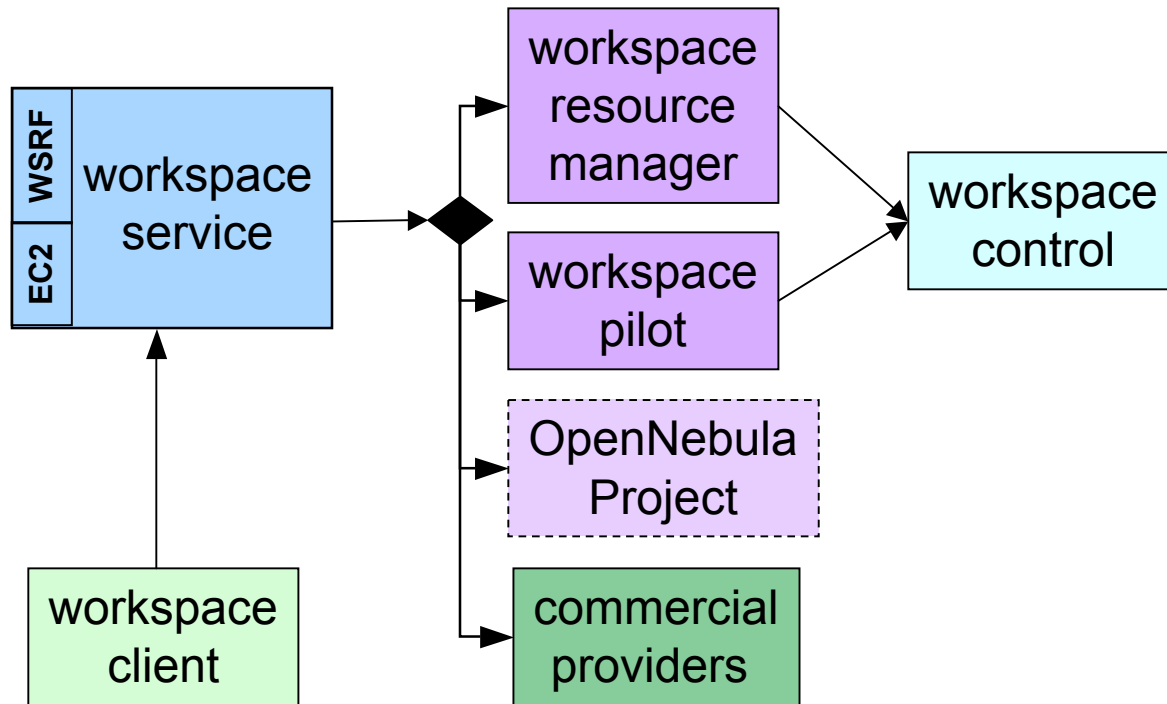 WSRF
EC2
workspace
service
workspace
client
workspace
resource
manager
workspace
pilot
OpenNebula
Project
commercial
providers
workspace
control